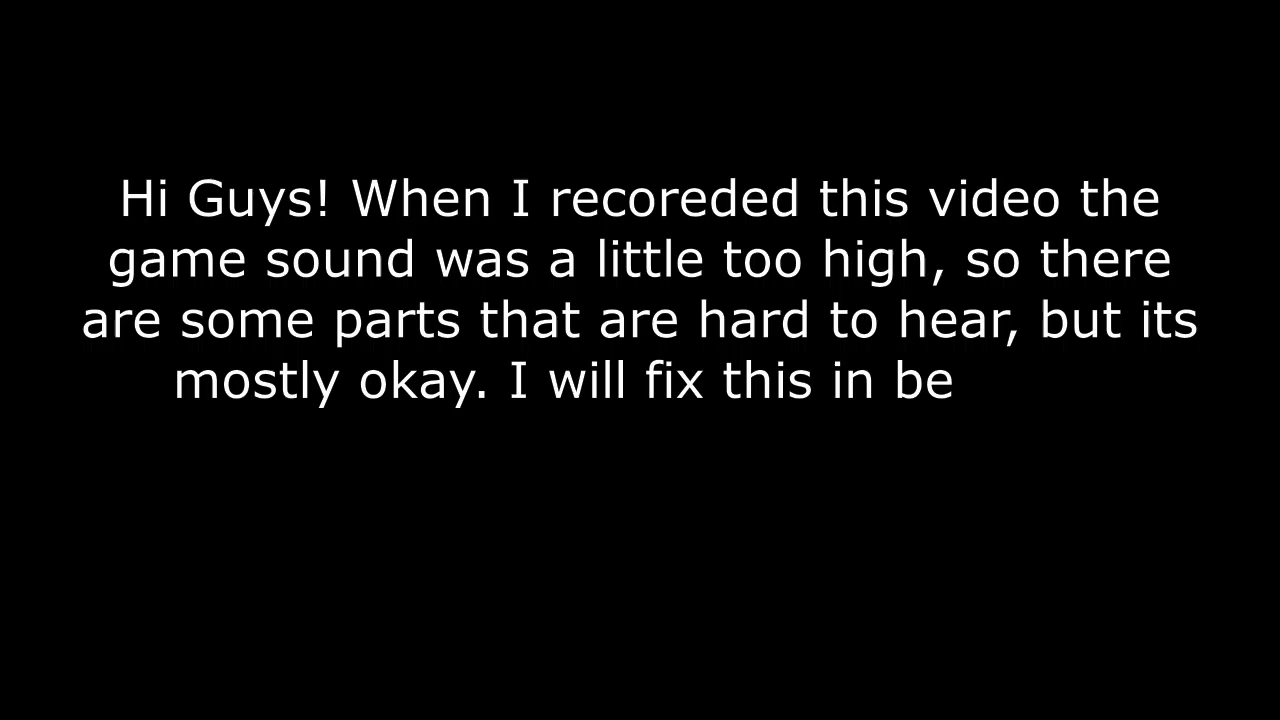 Hi Guys! When I recoreded this video the
game sound was a little too high, so there
are some parts that are hard to hear, but its
mostly okay. I will fix this in be